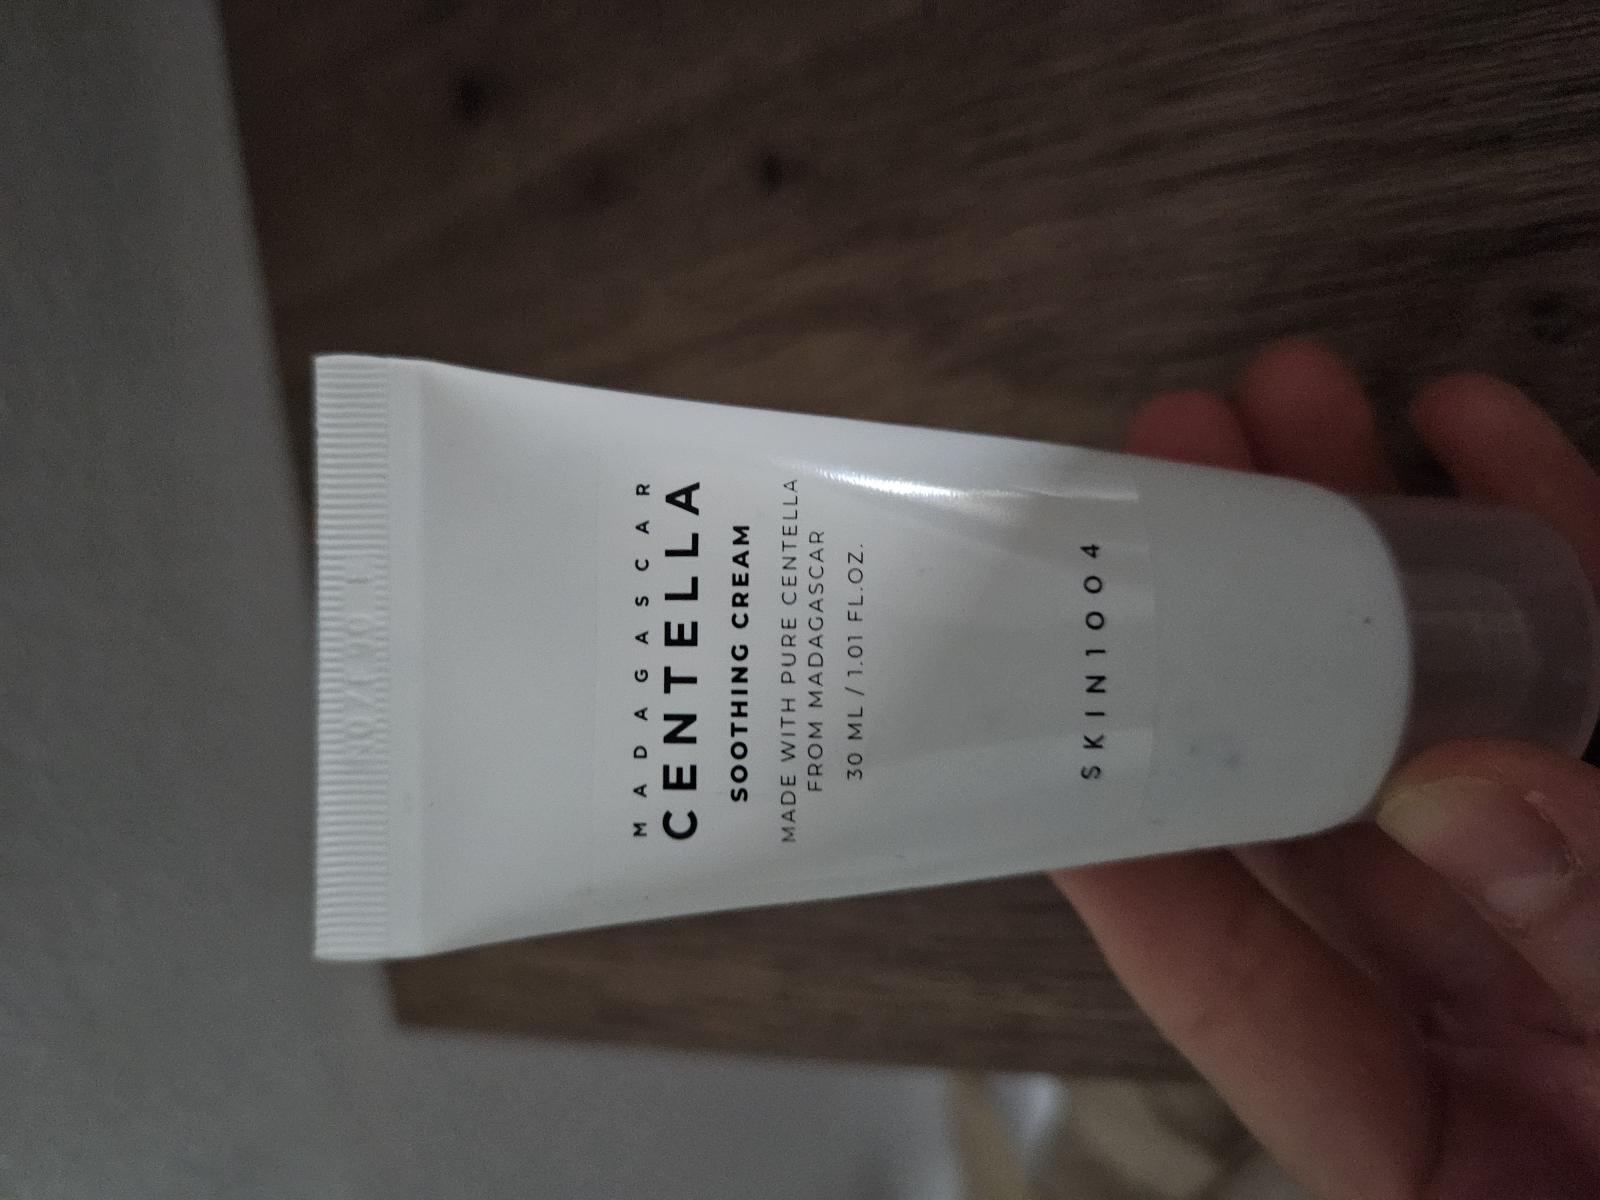 MADAGASCAR
CENTELLA
SOOTHING CREAM
MADE WITH PURE CENTELLA
FROM MADAGASCAR
30 ML / 1.01 FL.OZ.
SKIN1004